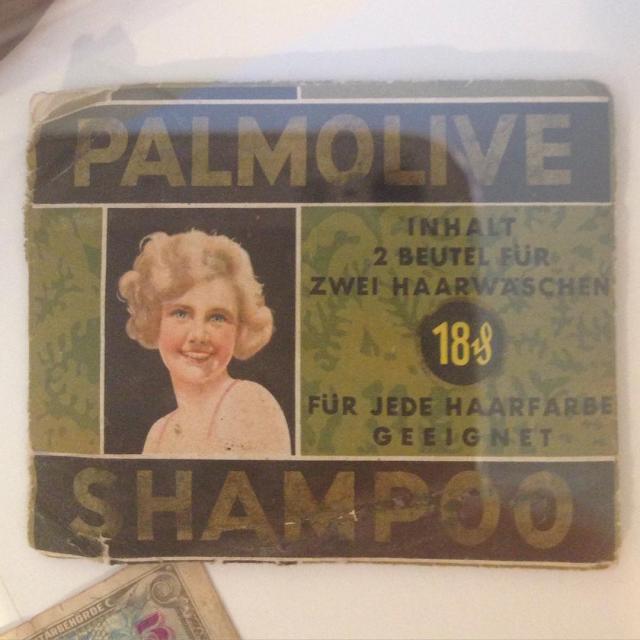 PALMOLIVE
INHALT
2 BEUTEL FÜR
ZWEI HAARWÄSCHEN
18₰
FÜR JEDE HAARFARBE
GEEIGNET
SHAMPOO